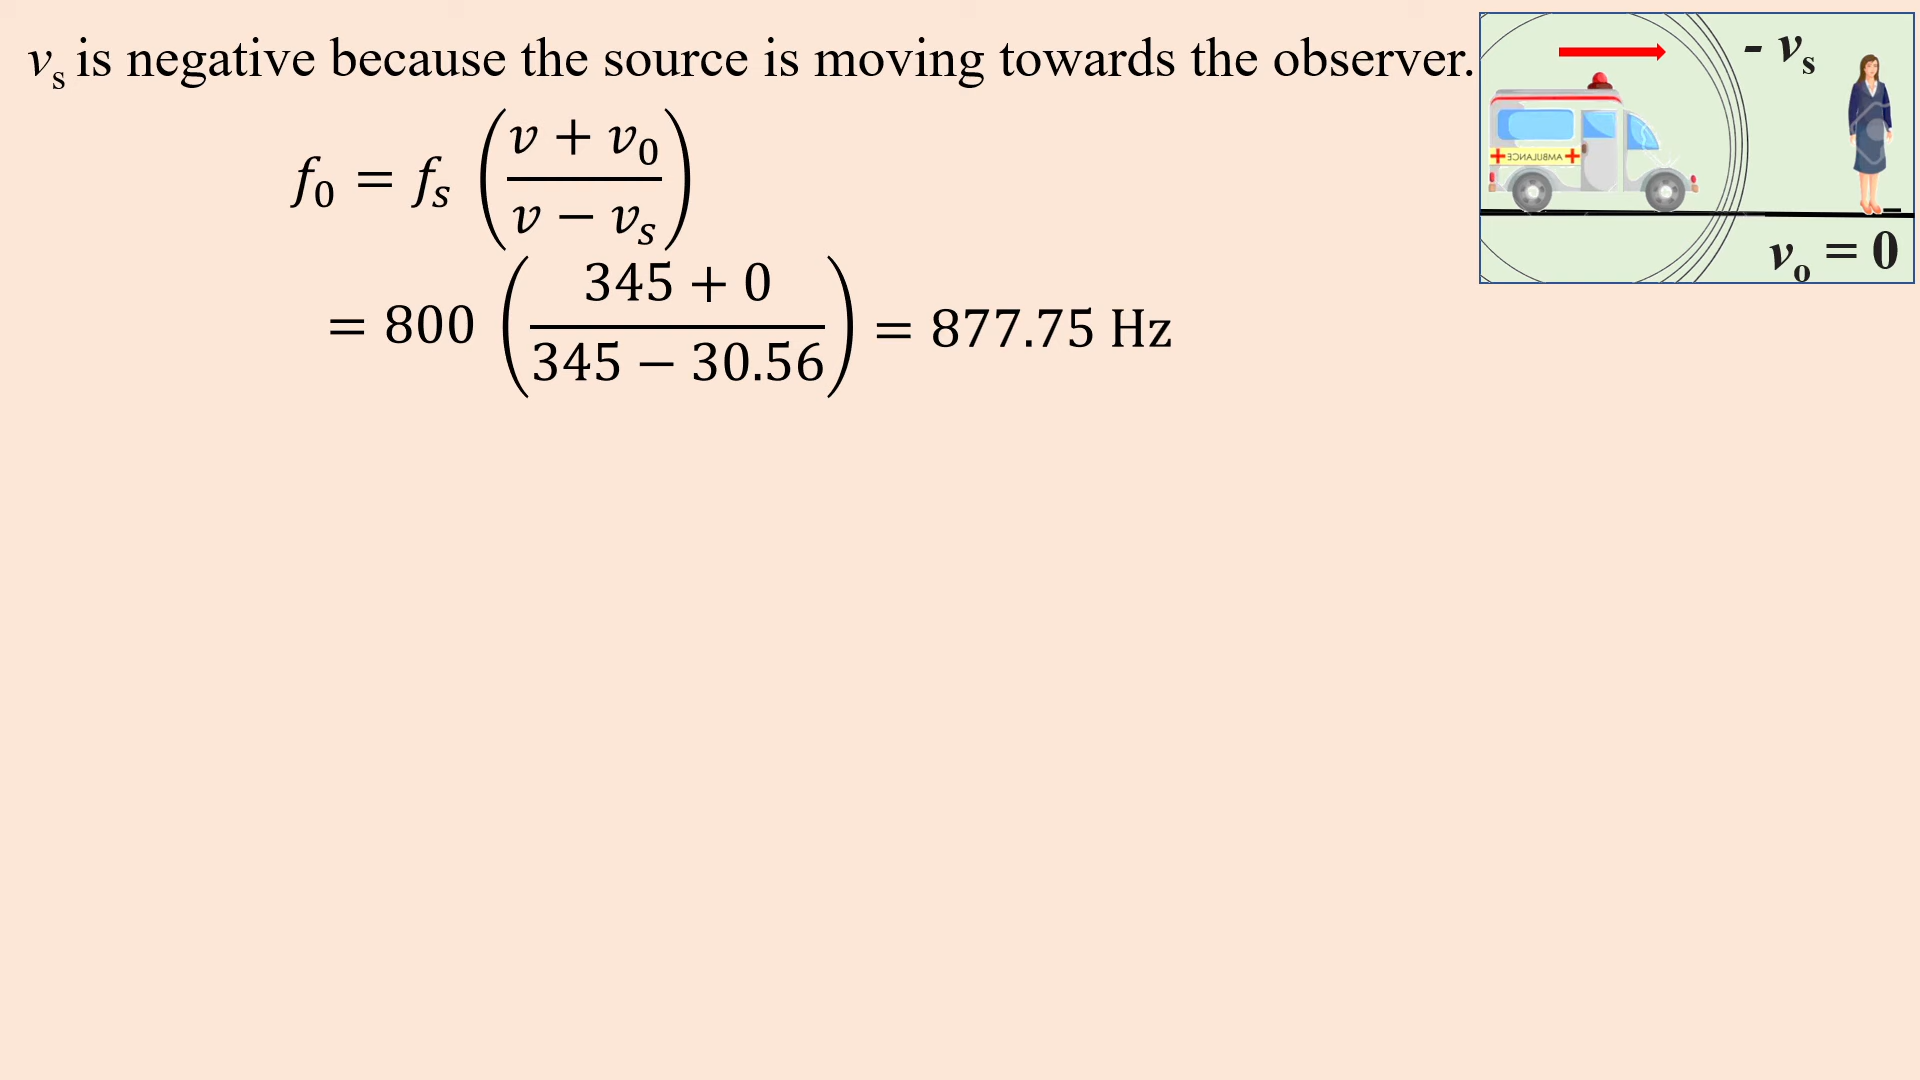 vs is negative because the source is moving towards the observer.
- vs
f0 = fs ((v + v0)/(v − vs))
AMBULANCE
vo = 0
= 800 ((345 + 0)/(345 − 30.56)) = 877.75 Hz